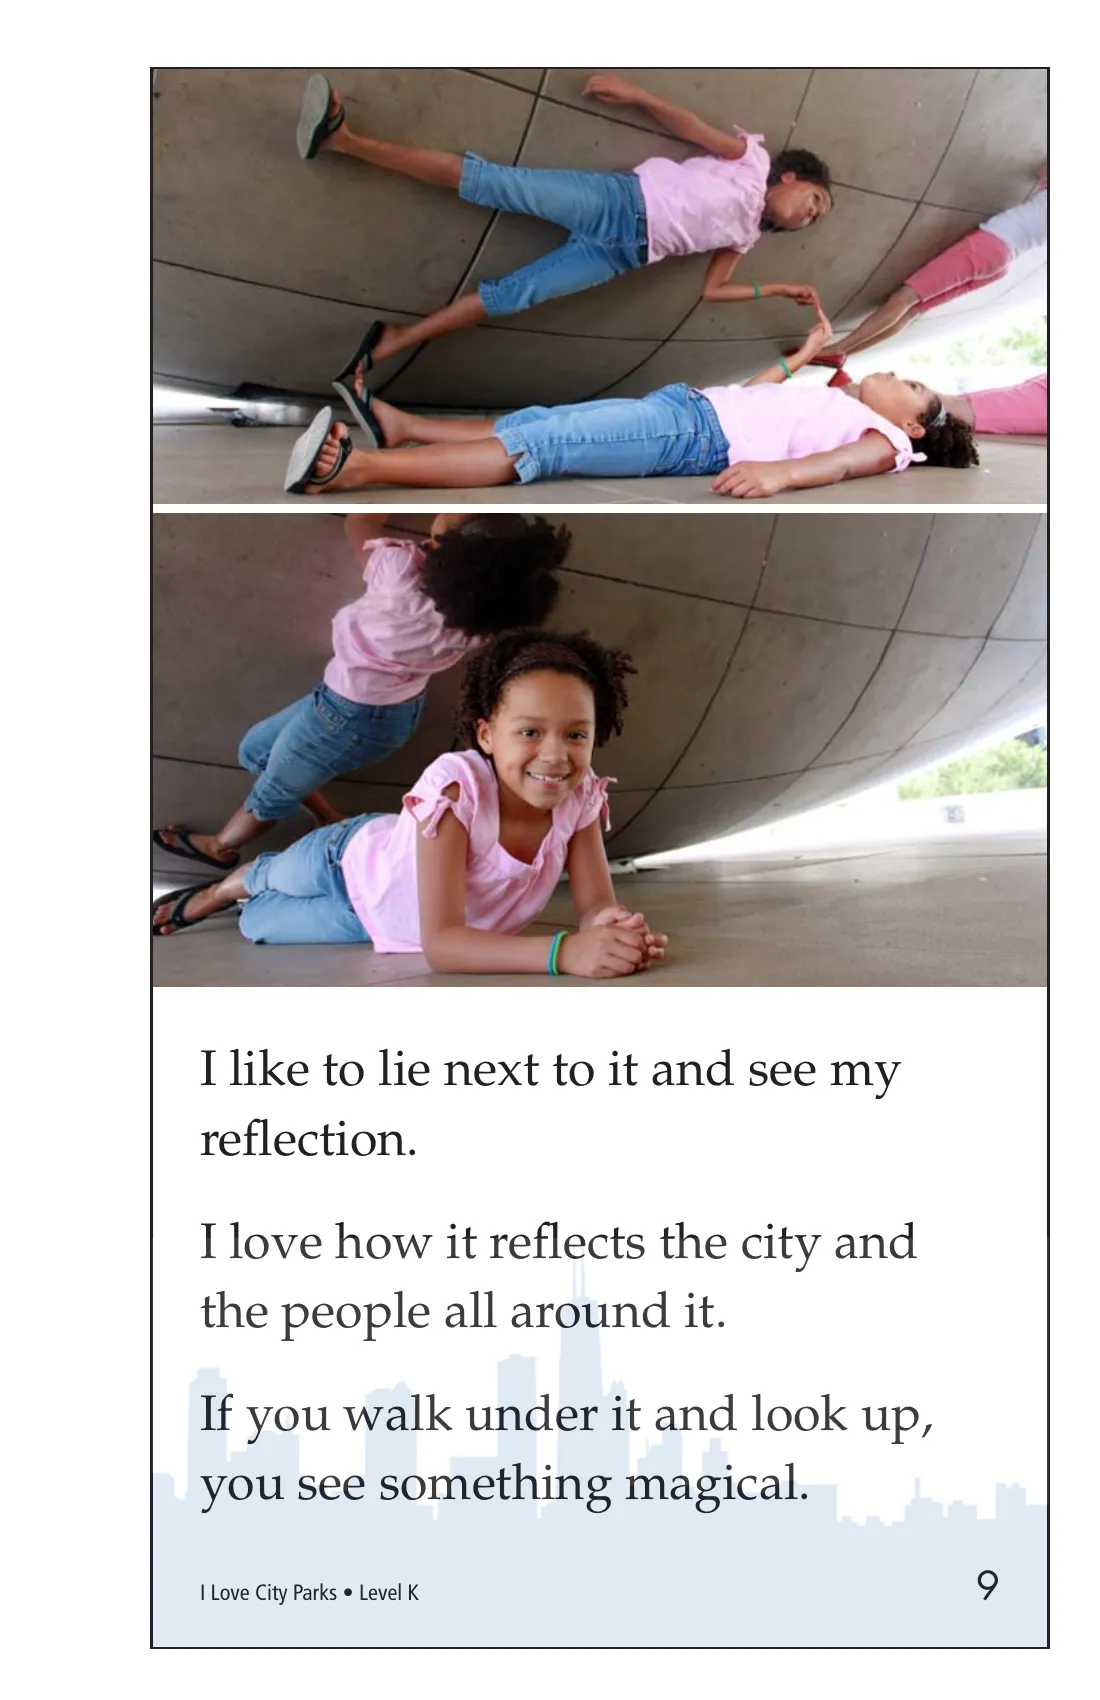 I like to lie next to it and see my
reflection.
I love how it reflects the city and
the people all around it.
If you walk under it and look up,
you see something magical.
I Love City Parks • Level K
9